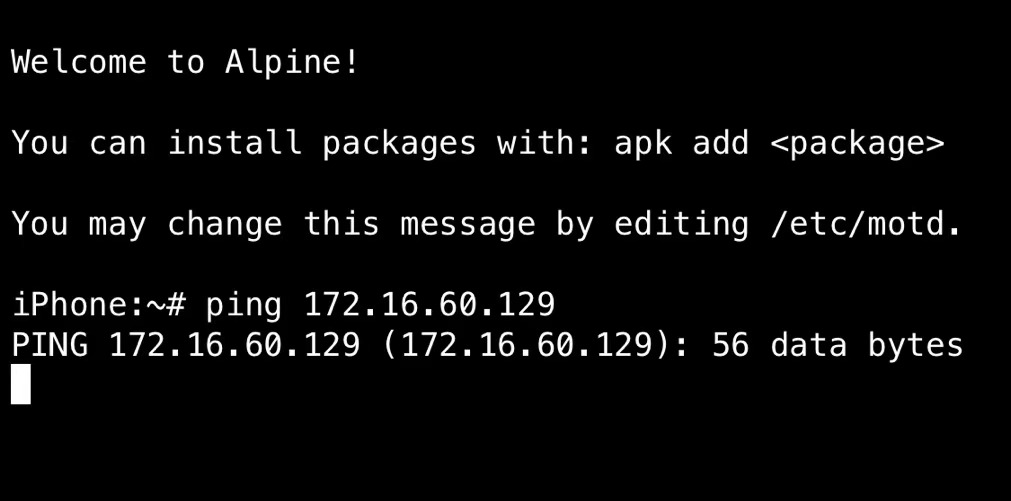 Welcome to Alpine!
You can install packages with: apk add <package>
You may change this message by editing /etc/motd.
iPhone:~# ping 172.16.60.129
PING 172.16.60.129 (172.16.60.129): 56 data bytes